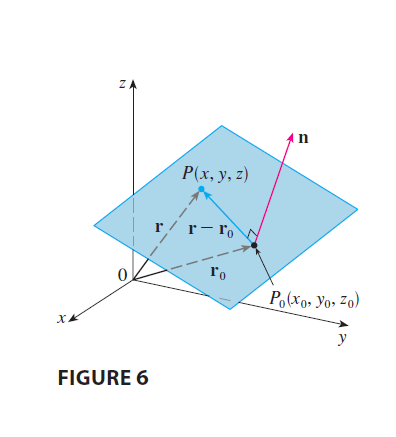 z
n
P(x, y, z)
r
r − r₀
0
r₀
P₀(x₀, y₀, z₀)
x
y
FIGURE 6